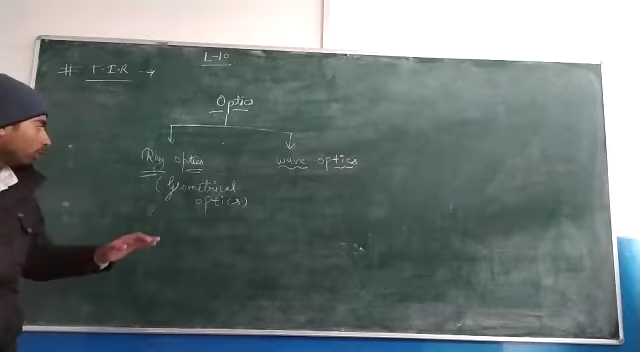 L-10
# T.I.R →
Optics
Ray optics
wave optics
(Geometrical
optics)